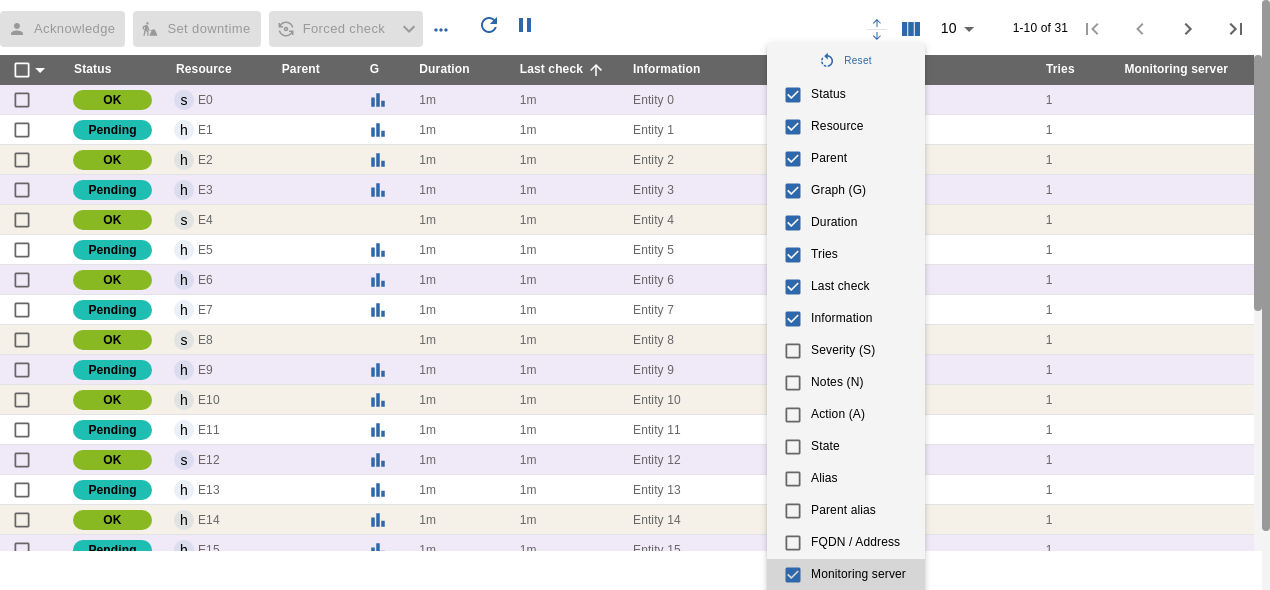 Acknowledge Set downtime Forced check 10 1-10 of 31
Status Resource Parent G Duration Last check Information Tries Monitoring server
OK s E0 1m 1m Entity 0 1
Pending h E1 1m 1m Entity 1 1
OK h E2 1m 1m Entity 2 1
Pending h E3 1m 1m Entity 3 1
OK s E4 1m 1m Entity 4 1
Pending h E5 1m 1m Entity 5 1
OK h E6 1m 1m Entity 6 1
Pending h E7 1m 1m Entity 7 1
OK s E8 1m 1m Entity 8 1
Pending h E9 1m 1m Entity 9 1
OK h E10 1m 1m Entity 10 1
Pending h E11 1m 1m Entity 11 1
OK s E12 1m 1m Entity 12 1
Pending h E13 1m 1m Entity 13 1
OK h E14 1m 1m Entity 14 1
Pending h E15 1m 1m Entity 15 1
Reset
Status
Resource
Parent
Graph (G)
Duration
Tries
Last check
Information
Severity (S)
Notes (N)
Action (A)
State
Alias
Parent alias
FQDN / Address
Monitoring server